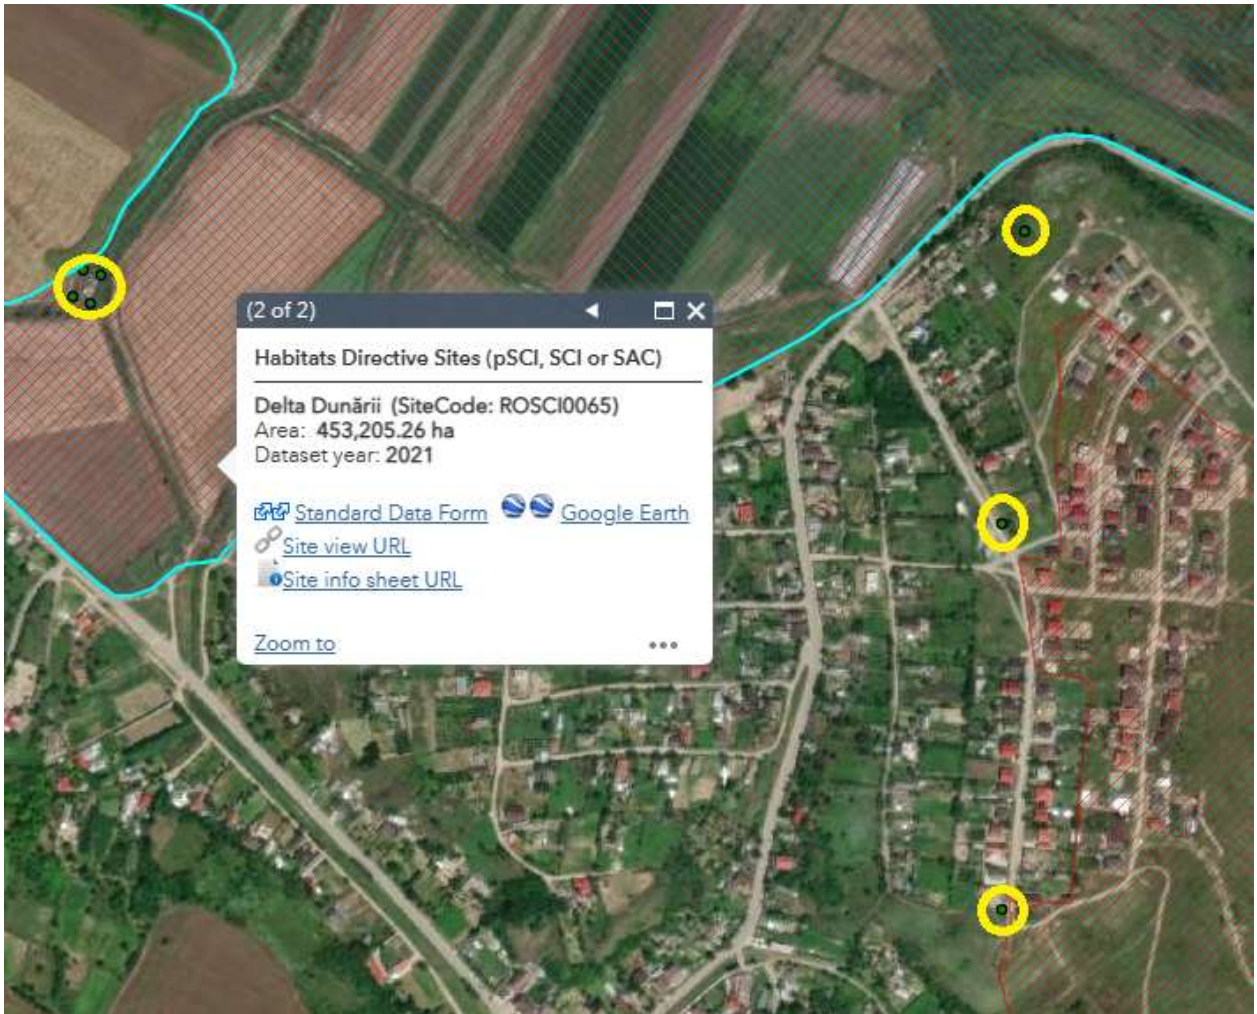 (2 of 2)
Habitats Directive Sites (pSCI, SCI or SAC)
Delta Dunării (SiteCode: ROSCI0065)
Area: 453,205.26 ha
Dataset year: 2021
Standard Data Form Google Earth
Site view URL
Site info sheet URL
Zoom to